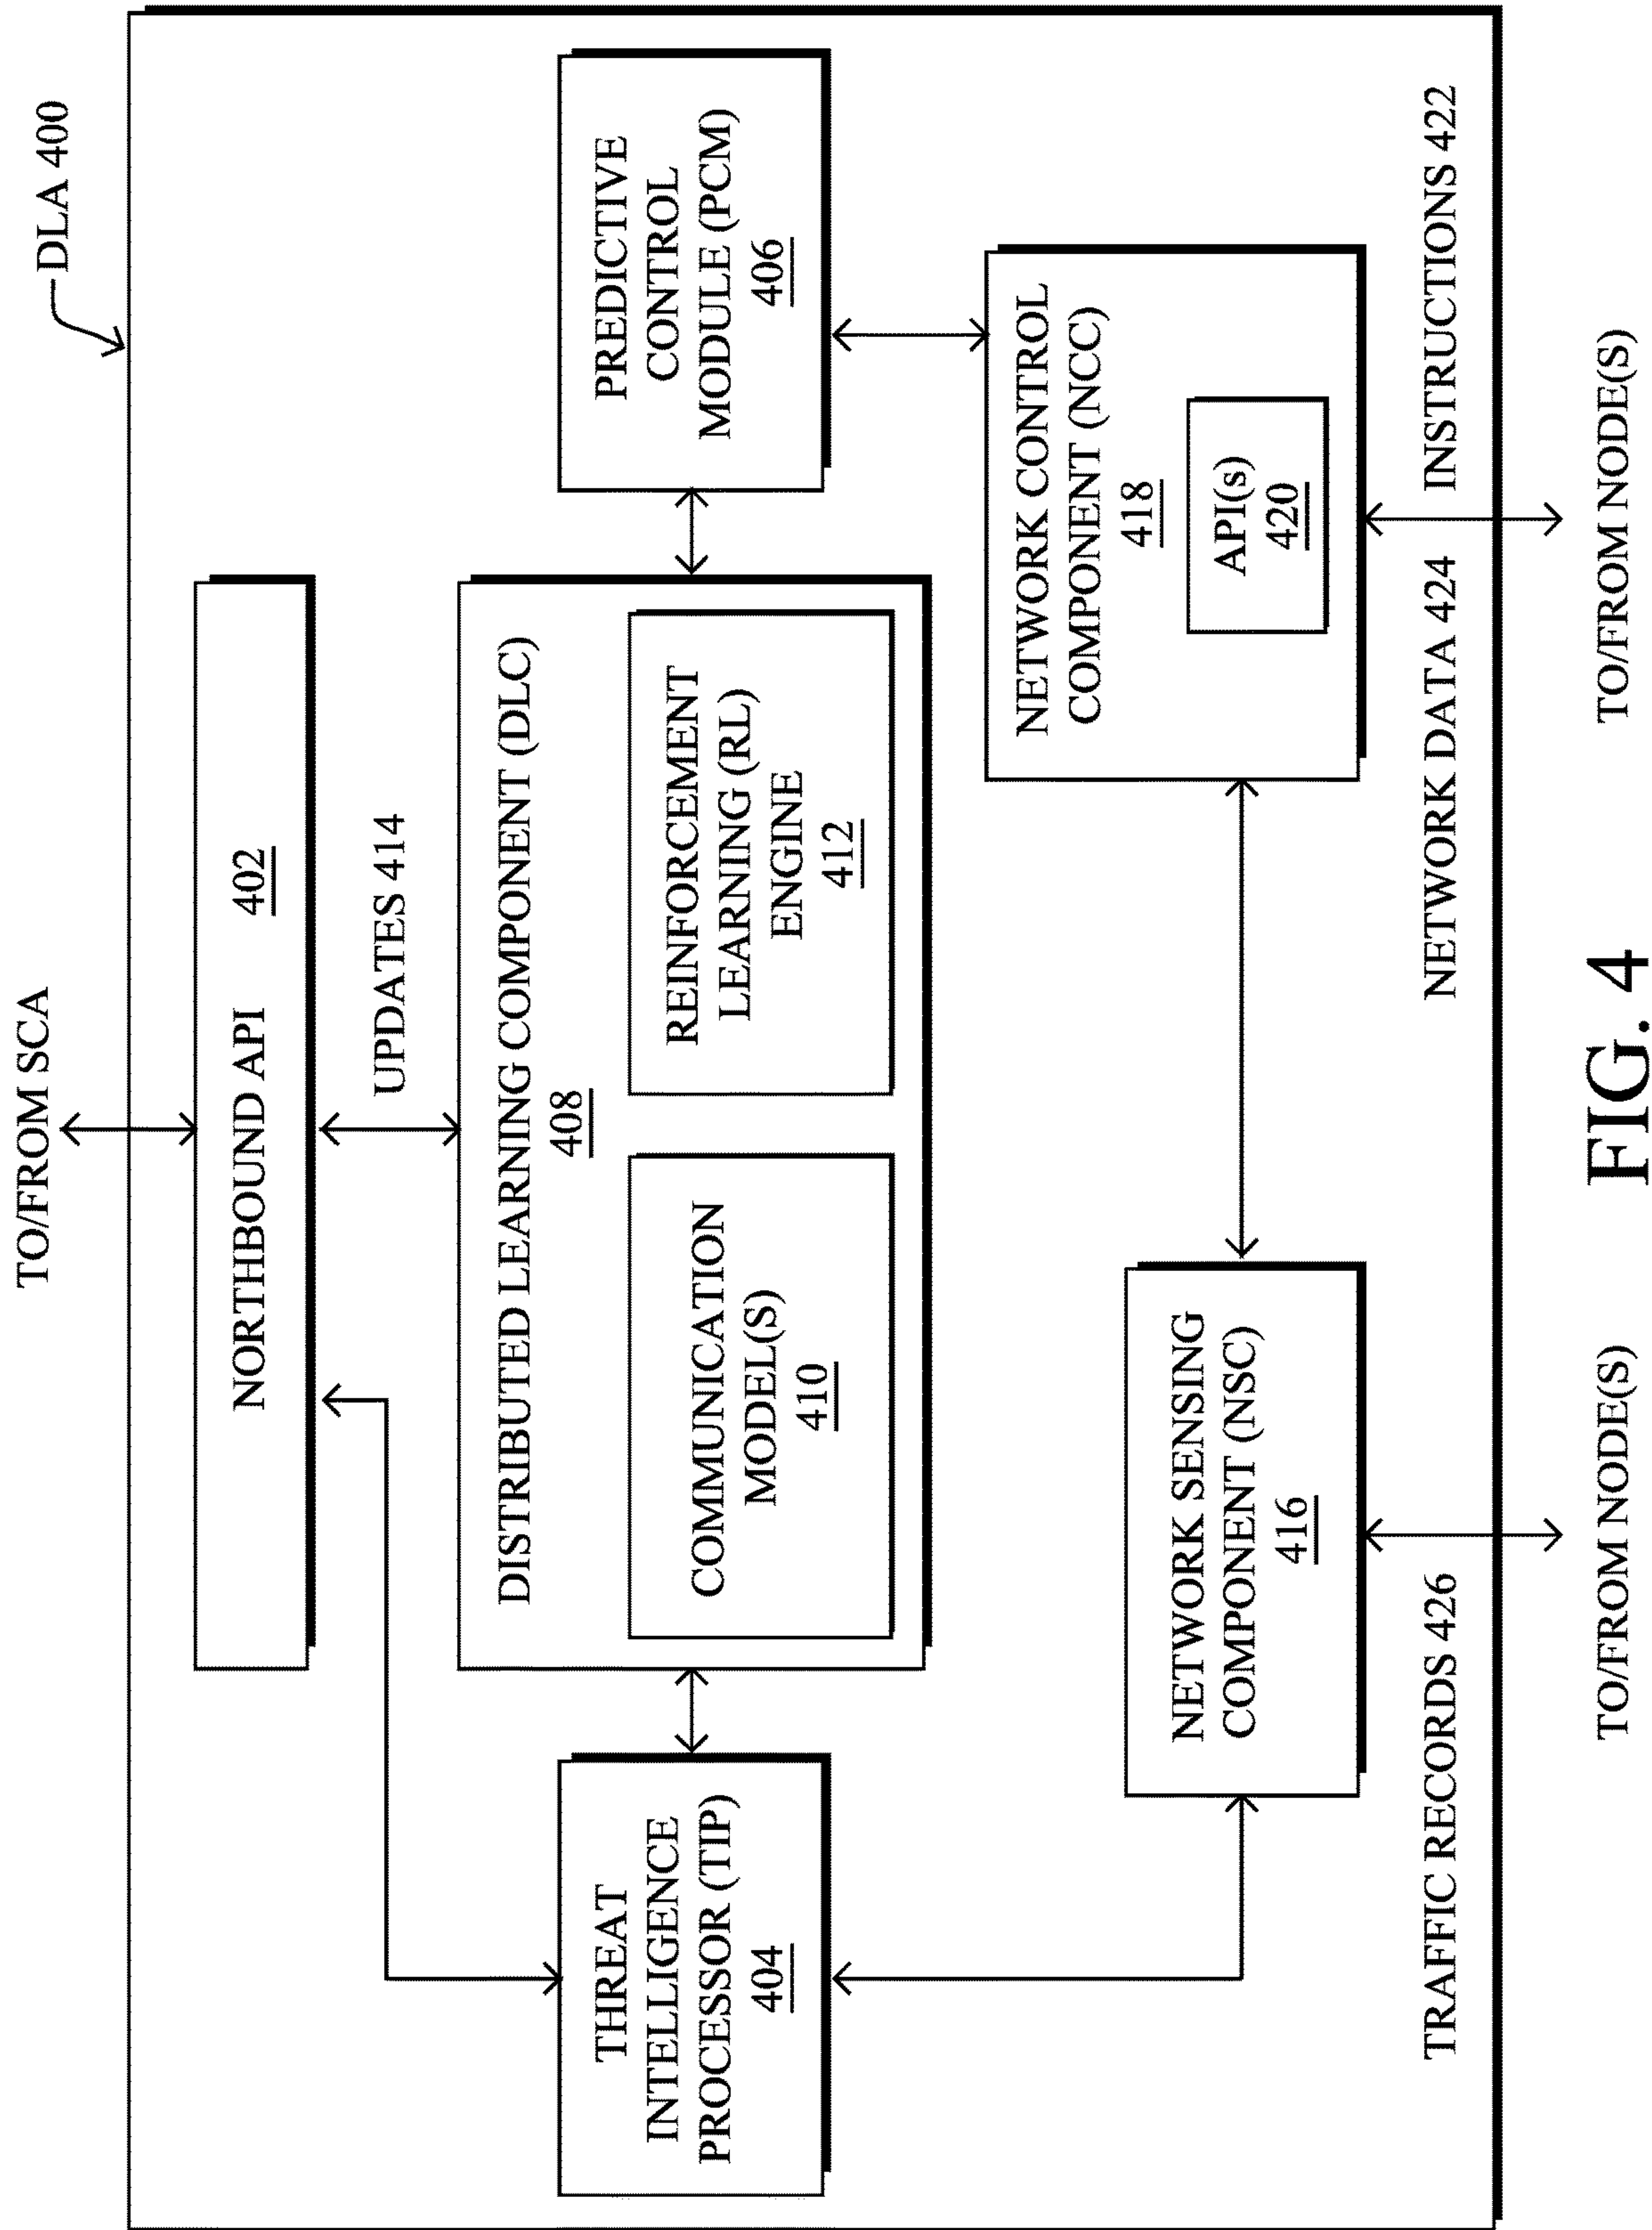 TO/FROM SCA
DLA 400
NORTHBOUND API 402
UPDATES 414
THREAT
INTELLIGENCE
PROCESSOR (TIP)
404
DISTRIBUTED LEARNING COMPONENT (DLC)
408
COMMUNICATION
MODEL(S)
410
REINFORCEMENT
LEARNING (RL)
ENGINE
412
PREDICTIVE
CONTROL
MODULE (PCM)
406
NETWORK SENSING
COMPONENT (NSC)
416
NETWORK CONTROL
COMPONENT (NCC)
418
API(s)
420
TRAFFIC RECORDS 426
NETWORK DATA 424
INSTRUCTIONS 422
TO/FROM NODE(S)
TO/FROM NODE(S)
FIG. 4